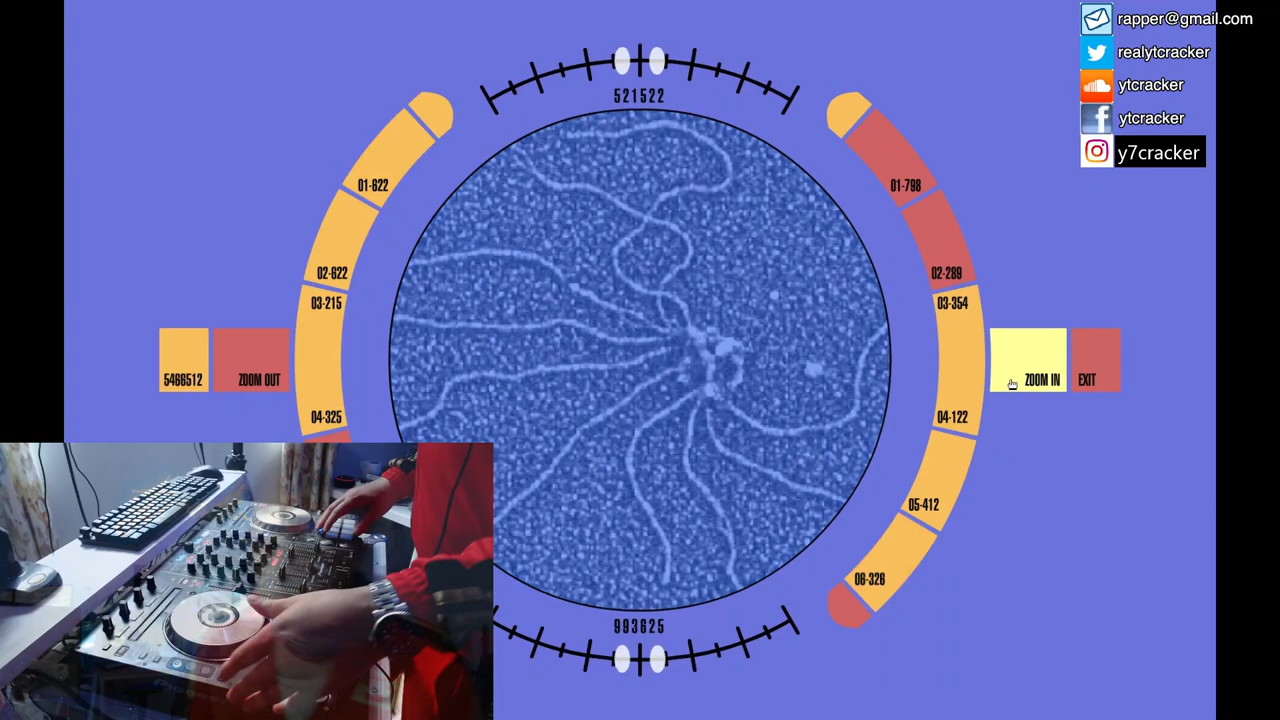 rapper@gmail.com
realytcracker
ytcracker
ytcracker
y7cracker
521522
01-622
02-622
03-215
04-325
5466512
ZOOM OUT
01-798
02-289
03-354
04-122
05-412
06-326
ZOOM IN
EXIT
993625